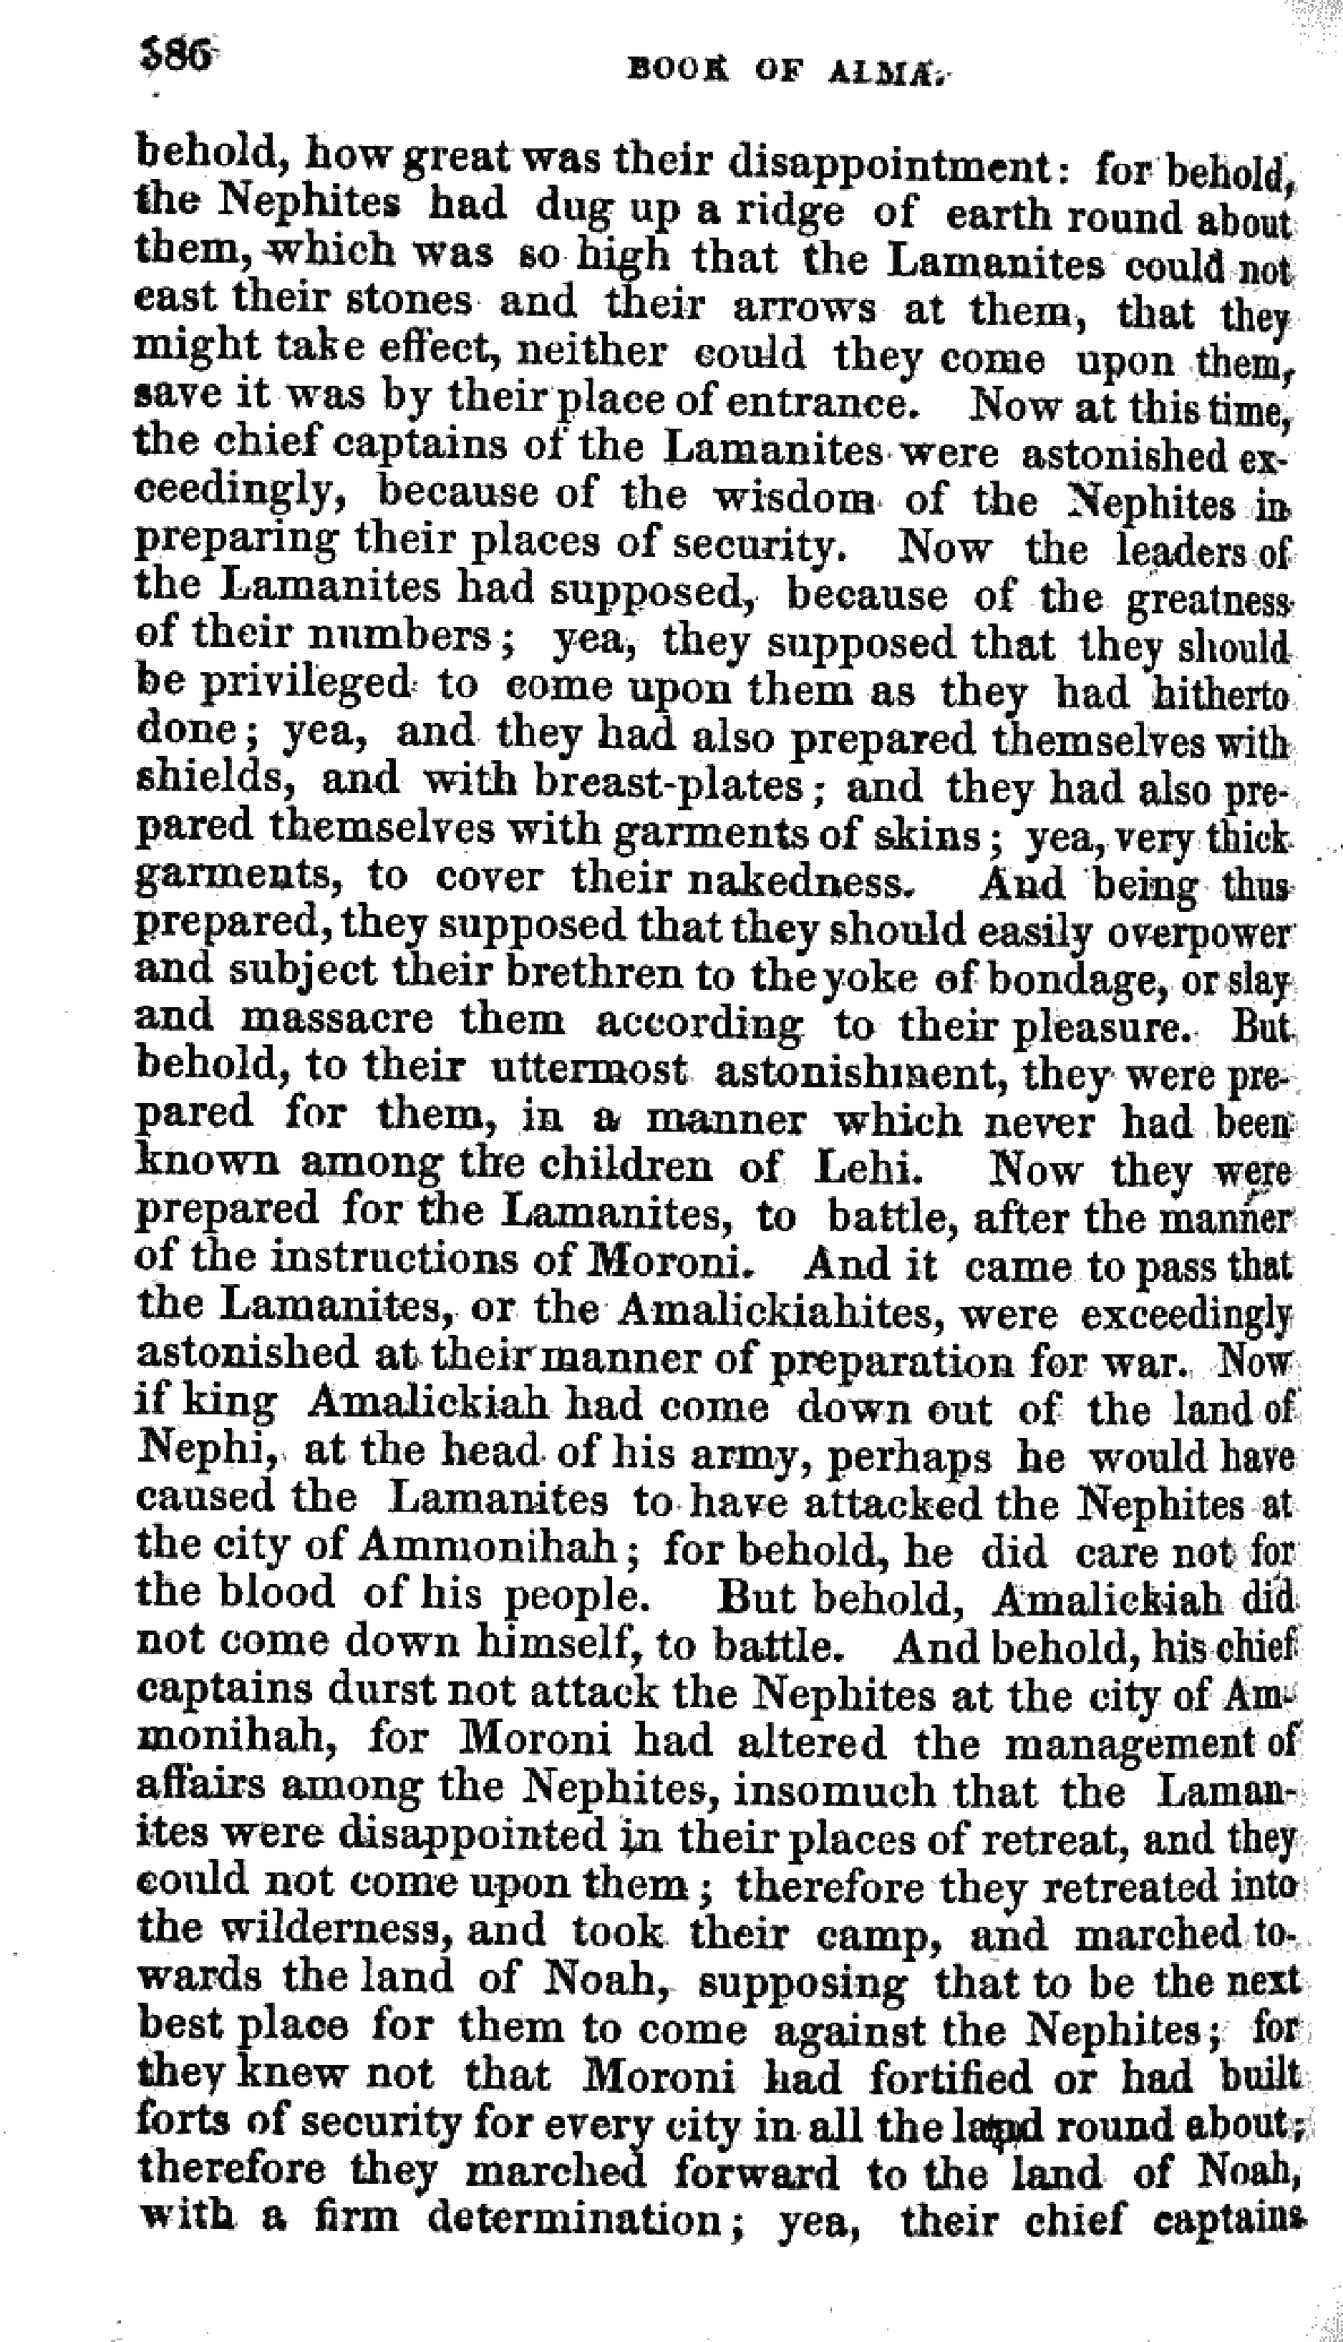 386
BOOK OF ALMA.
behold, how great was their disappointment: for behold,
the Nephites had dug up a ridge of earth round about
them, which was so high that the Lamanites could not
cast their stones and their arrows at them, that they
might take effect, neither could they come upon them,
save it was by their place of entrance. Now at this time,
the chief captains of the Lamanites were astonished ex-
ceedingly, because of the wisdom of the Nephites in
preparing their places of security. Now the leaders of
the Lamanites had supposed, because of the greatness
of their numbers; yea, they supposed that they should
be privileged to come upon them as they had hitherto
done; yea, and they had also prepared themselves with
shields, and with breast-plates; and they had also pre-
pared themselves with garments of skins; yea, very thick
garments, to cover their nakedness. And being thus
prepared, they supposed that they should easily overpower
and subject their brethren to the yoke of bondage, or slay
and massacre them according to their pleasure. But
behold, to their uttermost astonishment, they were pre-
pared for them, in a manner which never had been
known among the children of Lehi. Now they were
prepared for the Lamanites, to battle, after the manner
of the instructions of Moroni. And it came to pass that
the Lamanites, or the Amalickiahites, were exceedingly
astonished at their manner of preparation for war. Now
if king Amalickiah had come down out of the land of
Nephi, at the head of his army, perhaps he would have
caused the Lamanites to have attacked the Nephites at
the city of Ammonihah; for behold, he did care not for
the blood of his people. But behold, Amalickiah did
not come down himself, to battle. And behold, his chief
captains durst not attack the Nephites at the city of Am-
monihah, for Moroni had altered the management of
affairs among the Nephites, insomuch that the Laman-
ites were disappointed in their places of retreat, and they
could not come upon them; therefore they retreated into
the wilderness, and took their camp, and marched to-
wards the land of Noah, supposing that to be the next
best place for them to come against the Nephites; for
they knew not that Moroni had fortified or had built
forts of security for every city in all the land round about;
therefore they marched forward to the land of Noah,
with a firm determination; yea, their chief captains